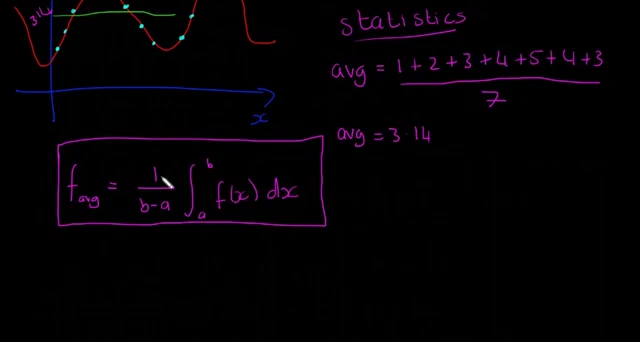 statistics
3.14
avg = 1 + 2 + 3 + 4 + 5 + 4 + 3
7
x
avg = 3.14
f_avg = 1/(b-a) ∫_a^b f(x) dx